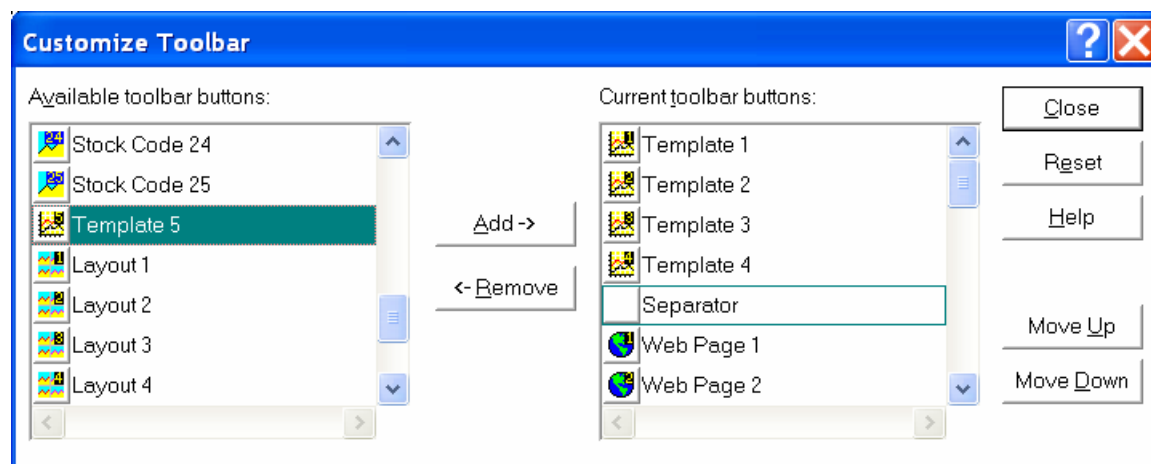 Customize Toolbar
Available toolbar buttons:
Stock Code 24
Stock Code 25
Template 5
Layout 1
Layout 2
Layout 3
Layout 4
Add ->
<- Remove
Current toolbar buttons:
Template 1
Template 2
Template 3
Template 4
Separator
Web Page 1
Web Page 2
Close
Reset
Help
Move Up
Move Down